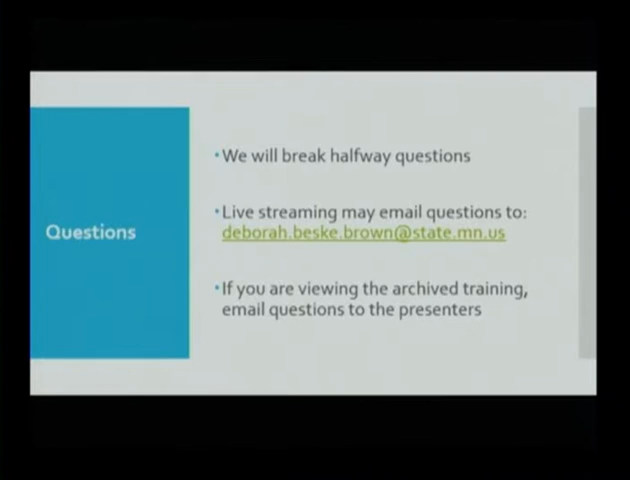 Questions
•We will break halfway questions
•Live streaming may email questions to:
deborah.beske.brown@state.mn.us
•If you are viewing the archived training,
email questions to the presenters